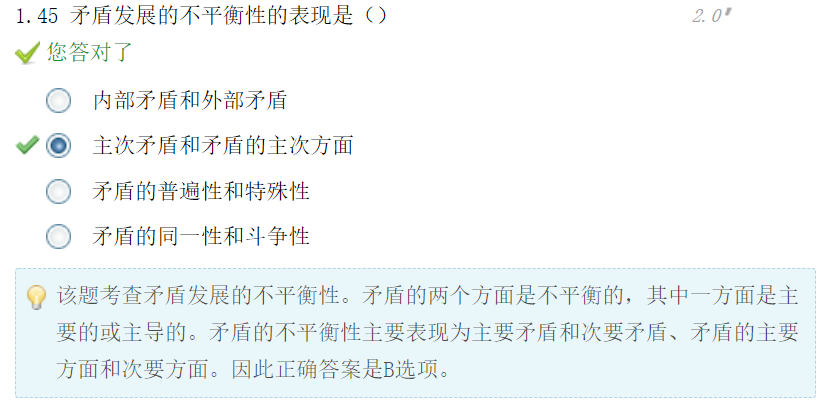 1.45 矛盾发展的不平衡性的表现是（） 2.0
您答对了
内部矛盾和外部矛盾
主次矛盾和矛盾的主次方面
矛盾的普遍性和特殊性
矛盾的同一性和斗争性
该题考查矛盾发展的不平衡性。矛盾的两个方面是不平衡的，其中一方面是主
要的或主导的。矛盾的不平衡性主要表现为主要矛盾和次要矛盾、矛盾的主要
方面和次要方面。因此正确答案是B选项。